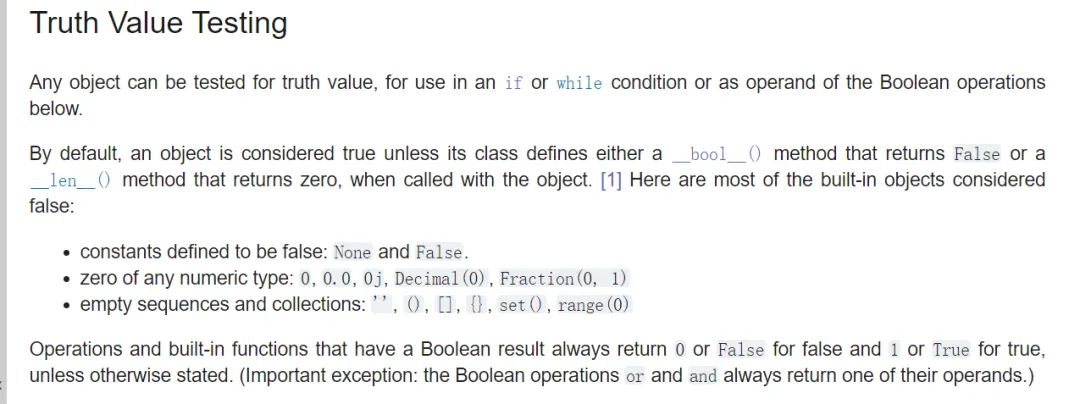 Truth Value Testing
Any object can be tested for truth value, for use in an if or while condition or as operand of the Boolean operations
below.
By default, an object is considered true unless its class defines either a __bool__() method that returns False or a
__len__() method that returns zero, when called with the object. [1] Here are most of the built-in objects considered
false:
• constants defined to be false: None and False.
• zero of any numeric type: 0, 0.0, 0j, Decimal(0), Fraction(0, 1)
• empty sequences and collections: '', (), [], {}, set(), range(0)
Operations and built-in functions that have a Boolean result always return 0 or False for false and 1 or True for true,
unless otherwise stated. (Important exception: the Boolean operations or and and always return one of their operands.)